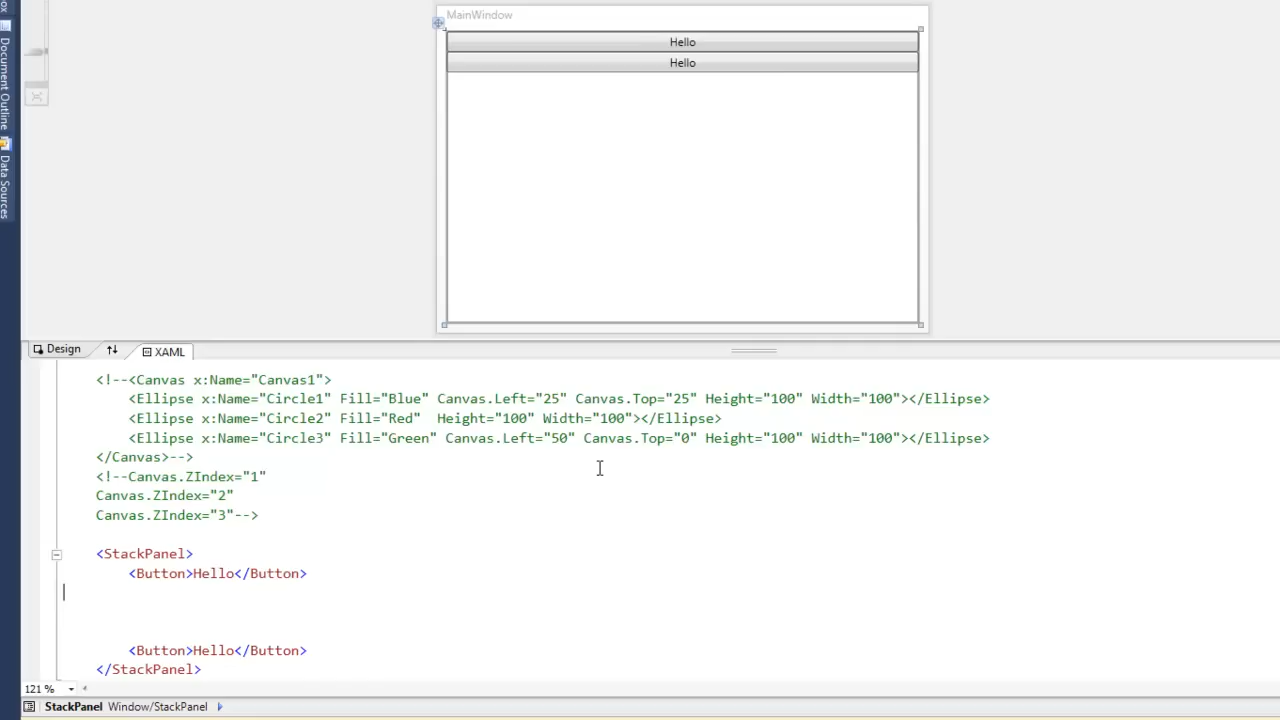 MainWindow
Hello
Hello
Document Outline
Data Sources
Design
XAML
<!--<Canvas x:Name="Canvas1">
<Ellipse x:Name="Circle1" Fill="Blue" Canvas.Left="25" Canvas.Top="25" Height="100" Width="100"></Ellipse>
<Ellipse x:Name="Circle2" Fill="Red"  Height="100" Width="100"></Ellipse>
<Ellipse x:Name="Circle3" Fill="Green" Canvas.Left="50" Canvas.Top="0" Height="100" Width="100"></Ellipse>
</Canvas>-->
<!--Canvas.ZIndex="1"
Canvas.ZIndex="2"
Canvas.ZIndex="3"-->
<StackPanel>
<Button>Hello</Button>
<Button>Hello</Button>
</StackPanel>
121 %
StackPanel Window/StackPanel